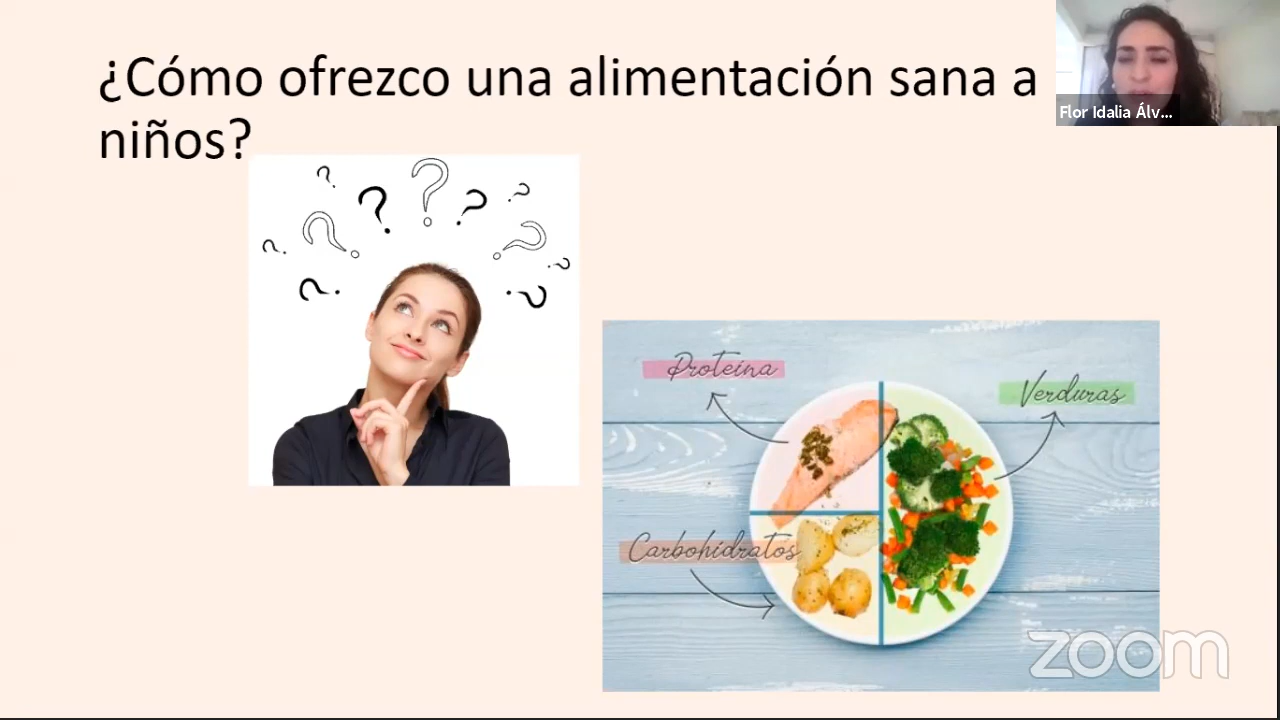 ¿Cómo ofrezco una alimentación sana a
niños?
Flor Idalia Álv...
Proteína
Verduras
Carbohidratos
zoom